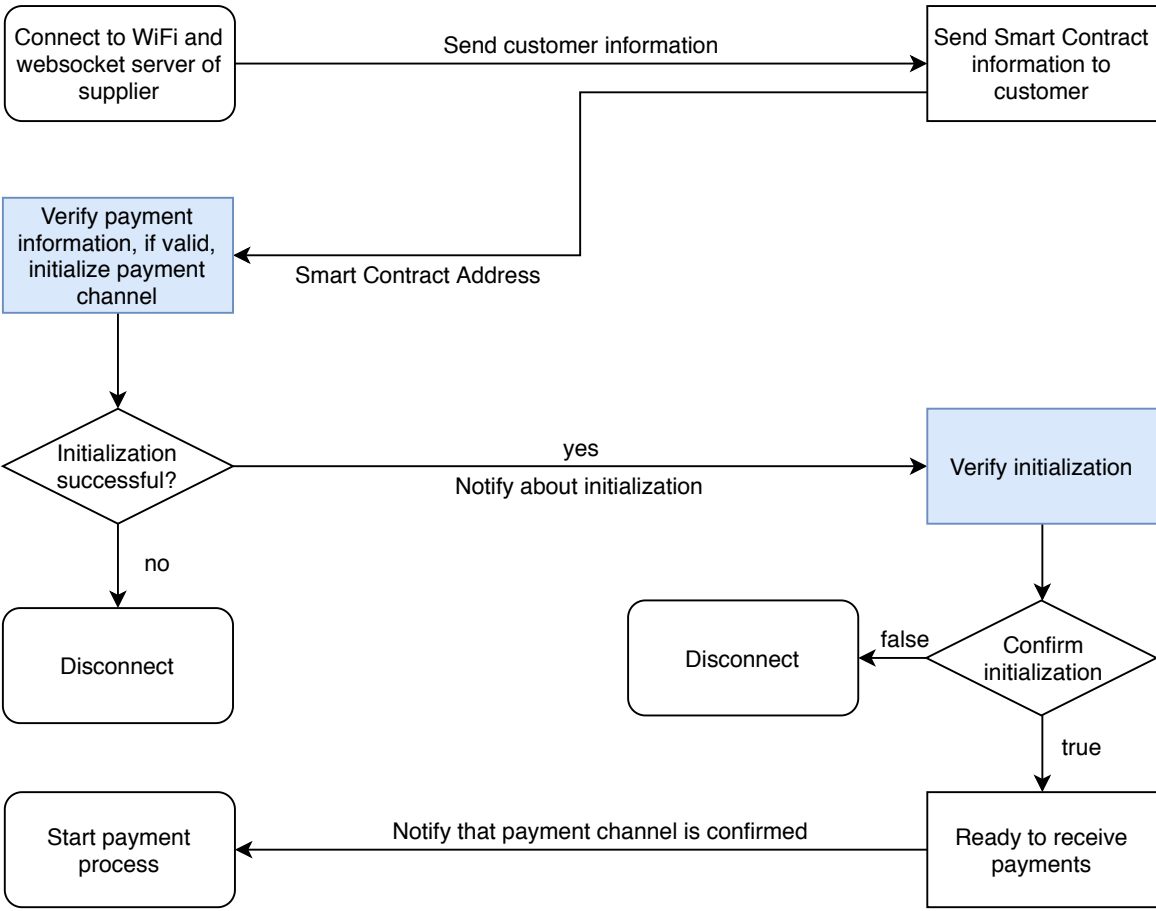 Connect to WiFi and
websocket server of
supplier
Send customer information
Send Smart Contract
information to
customer
Verify payment
information, if valid,
initialize payment
channel
Smart Contract Address
Initialization
successful?
yes
Notify about initialization
Verify initialization
no
Disconnect
Disconnect
false
Confirm
initialization
true
Start payment
process
Notify that payment channel is confirmed
Ready to receive
payments